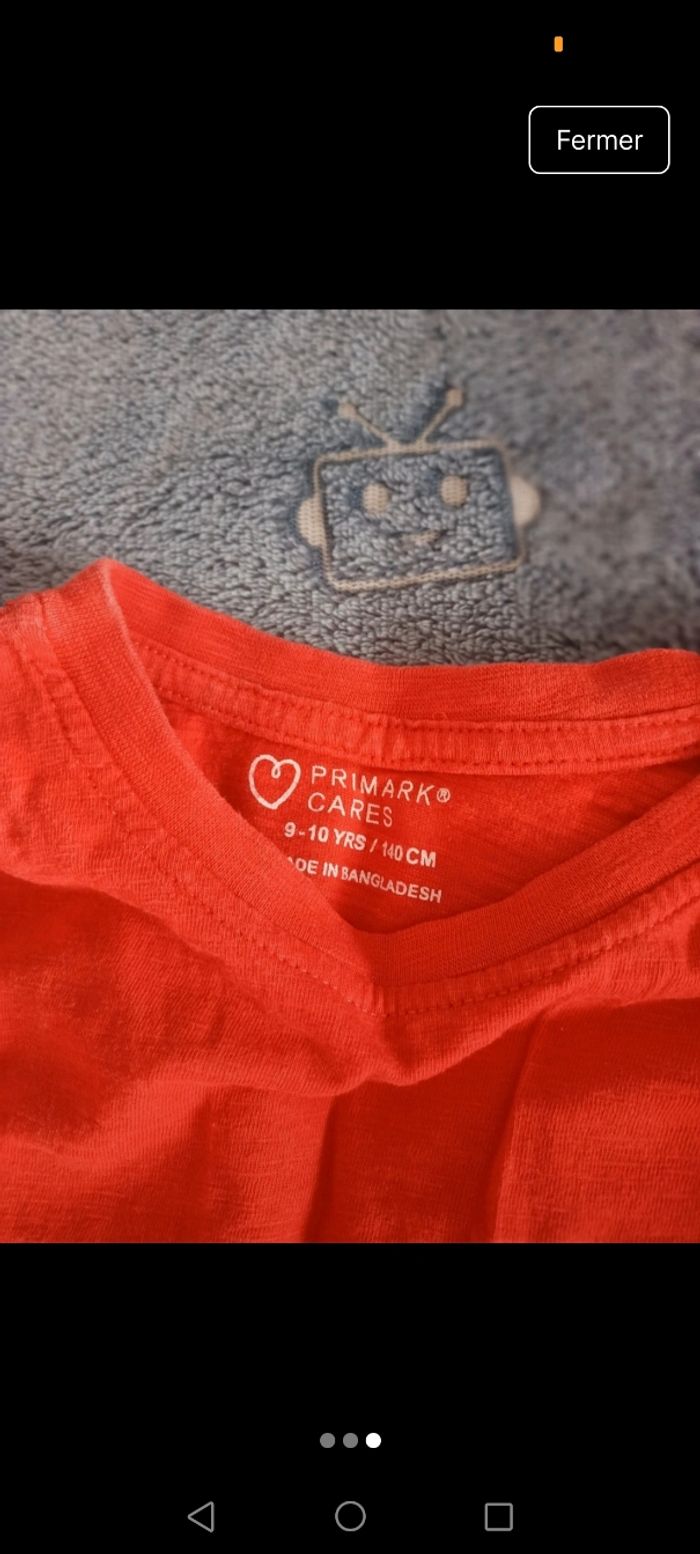 Fermer
PRIMARK®
CARES
9-10 YRS / 140 CM
ADE IN BANGLADESH